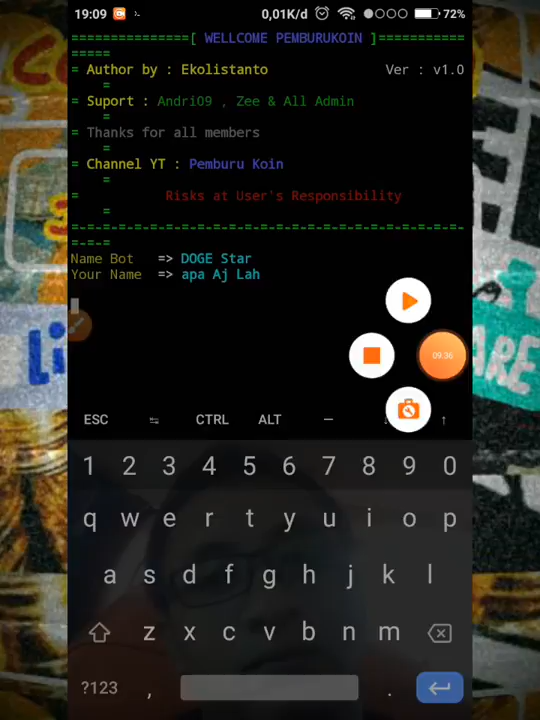 19:09 0,01K/d 72%
===============[ WELLCOME PEMBURUKOIN ]===========
=====
= Author by : Ekolistanto Ver : v1.0
=
= Suport : Andri09 , Zee & All Admin
=
= Thanks for all members
=
= Channel YT : Pemburu Koin
=
= Risks at User's Responsibility
=
-=-=-=-=-=-=-=-=-=-=-=-=-=-=-=-=-=-=-=-=-=-=-=-=-=
-=-=-
Name Bot => DOGE Star
Your Name => apa Aj Lah
09.36
ESC CTRL ALT — ↑
1 2 3 4 5 6 7 8 9 0
q w e r t y u i o p
a s d f g h j k l
z x c v b n m
?123 , .